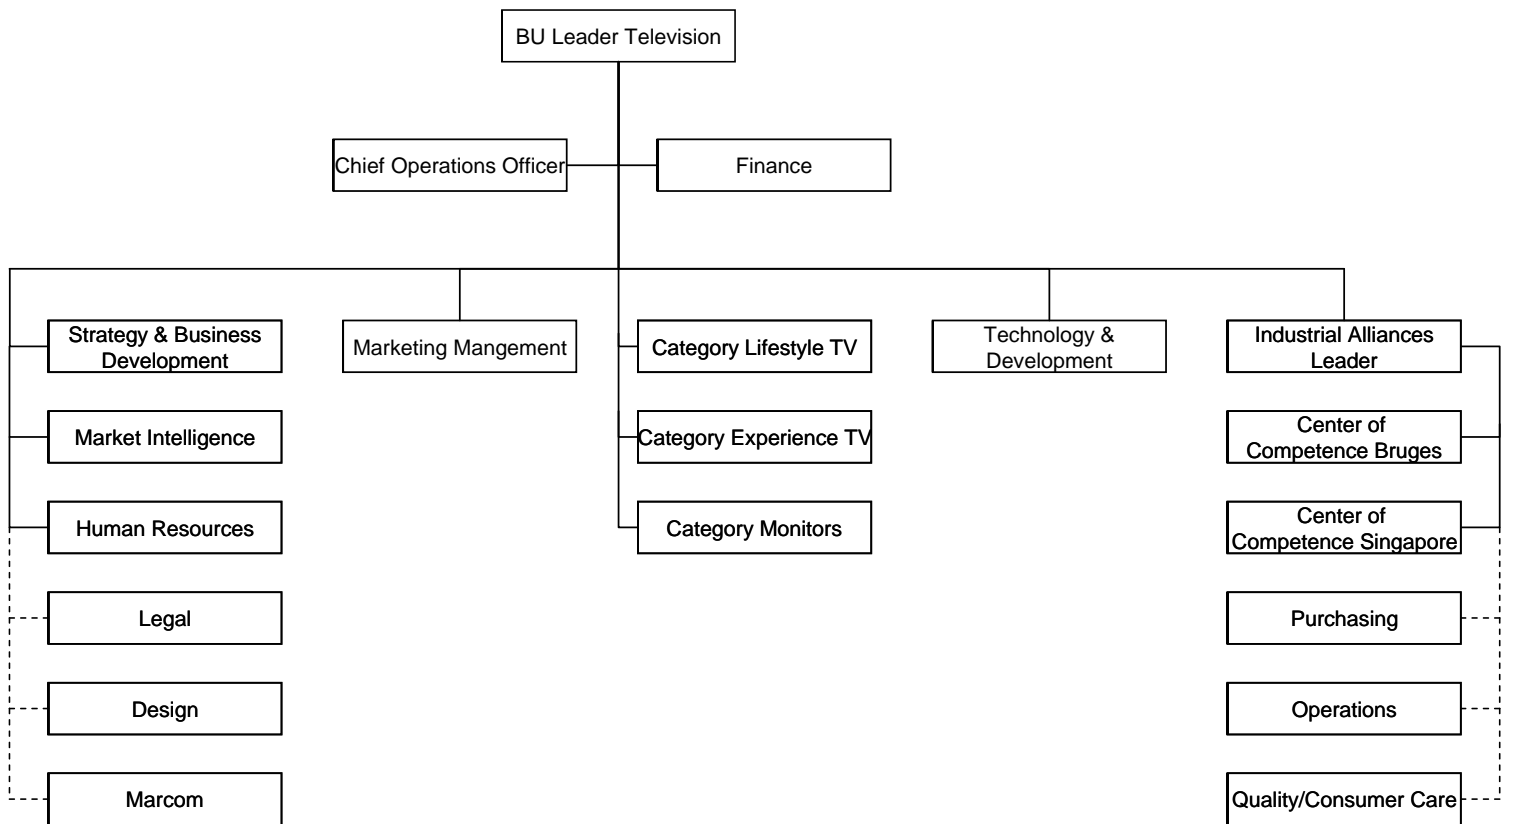 BU Leader Television
Chief Operations Officer
Finance
Strategy & Business
Development
Marketing Mangement
Category Lifestyle TV
Technology &
Development
Industrial Alliances
Leader
Market Intelligence
Category Experience TV
Center of
Competence Bruges
Human Resources
Category Monitors
Center of
Competence Singapore
Legal
Purchasing
Design
Operations
Marcom
Quality/Consumer Care